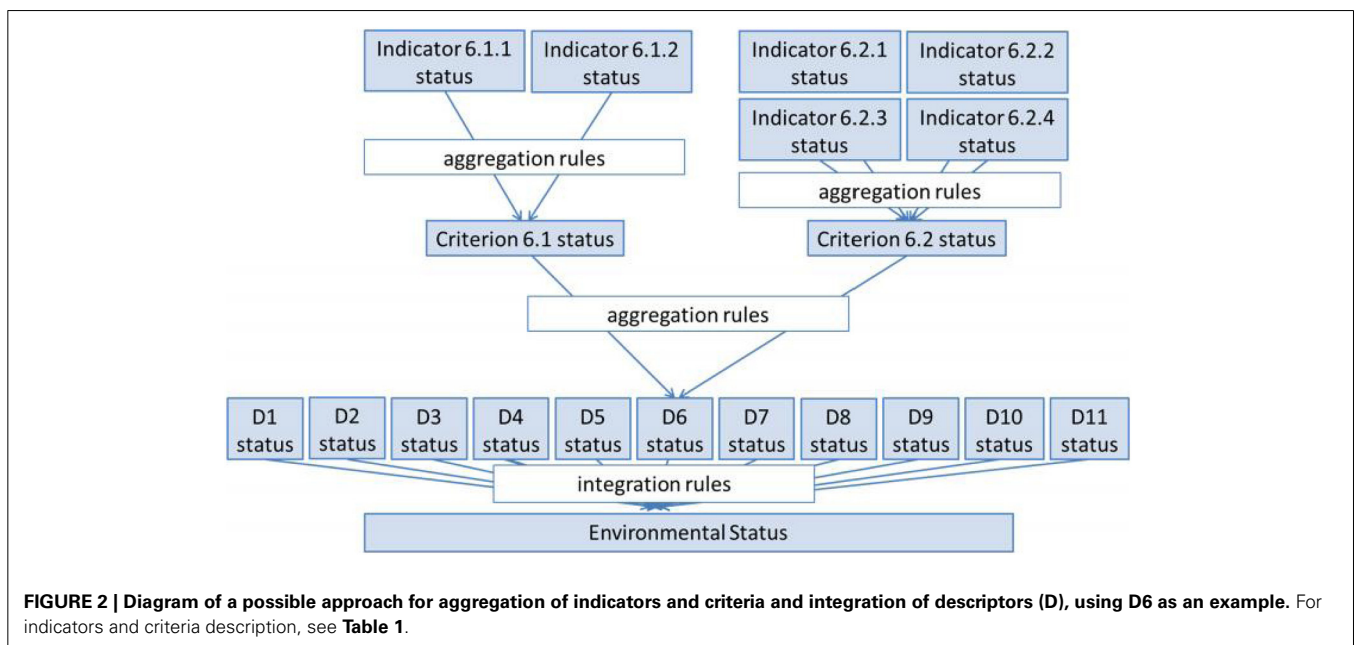 Indicator 6.1.1 status
Indicator 6.1.2 status
Indicator 6.2.1 status
Indicator 6.2.2 status
Indicator 6.2.3 status
Indicator 6.2.4 status
aggregation rules
aggregation rules
Criterion 6.1 status
Criterion 6.2 status
aggregation rules
D1 status
D2 status
D3 status
D4 status
D5 status
D6 status
D7 status
D8 status
D9 status
D10 status
D11 status
integration rules
Environmental Status
FIGURE 2 | Diagram of a possible approach for aggregation of indicators and criteria and integration of descriptors (D), using D6 as an example. For
indicators and criteria description, see Table 1.